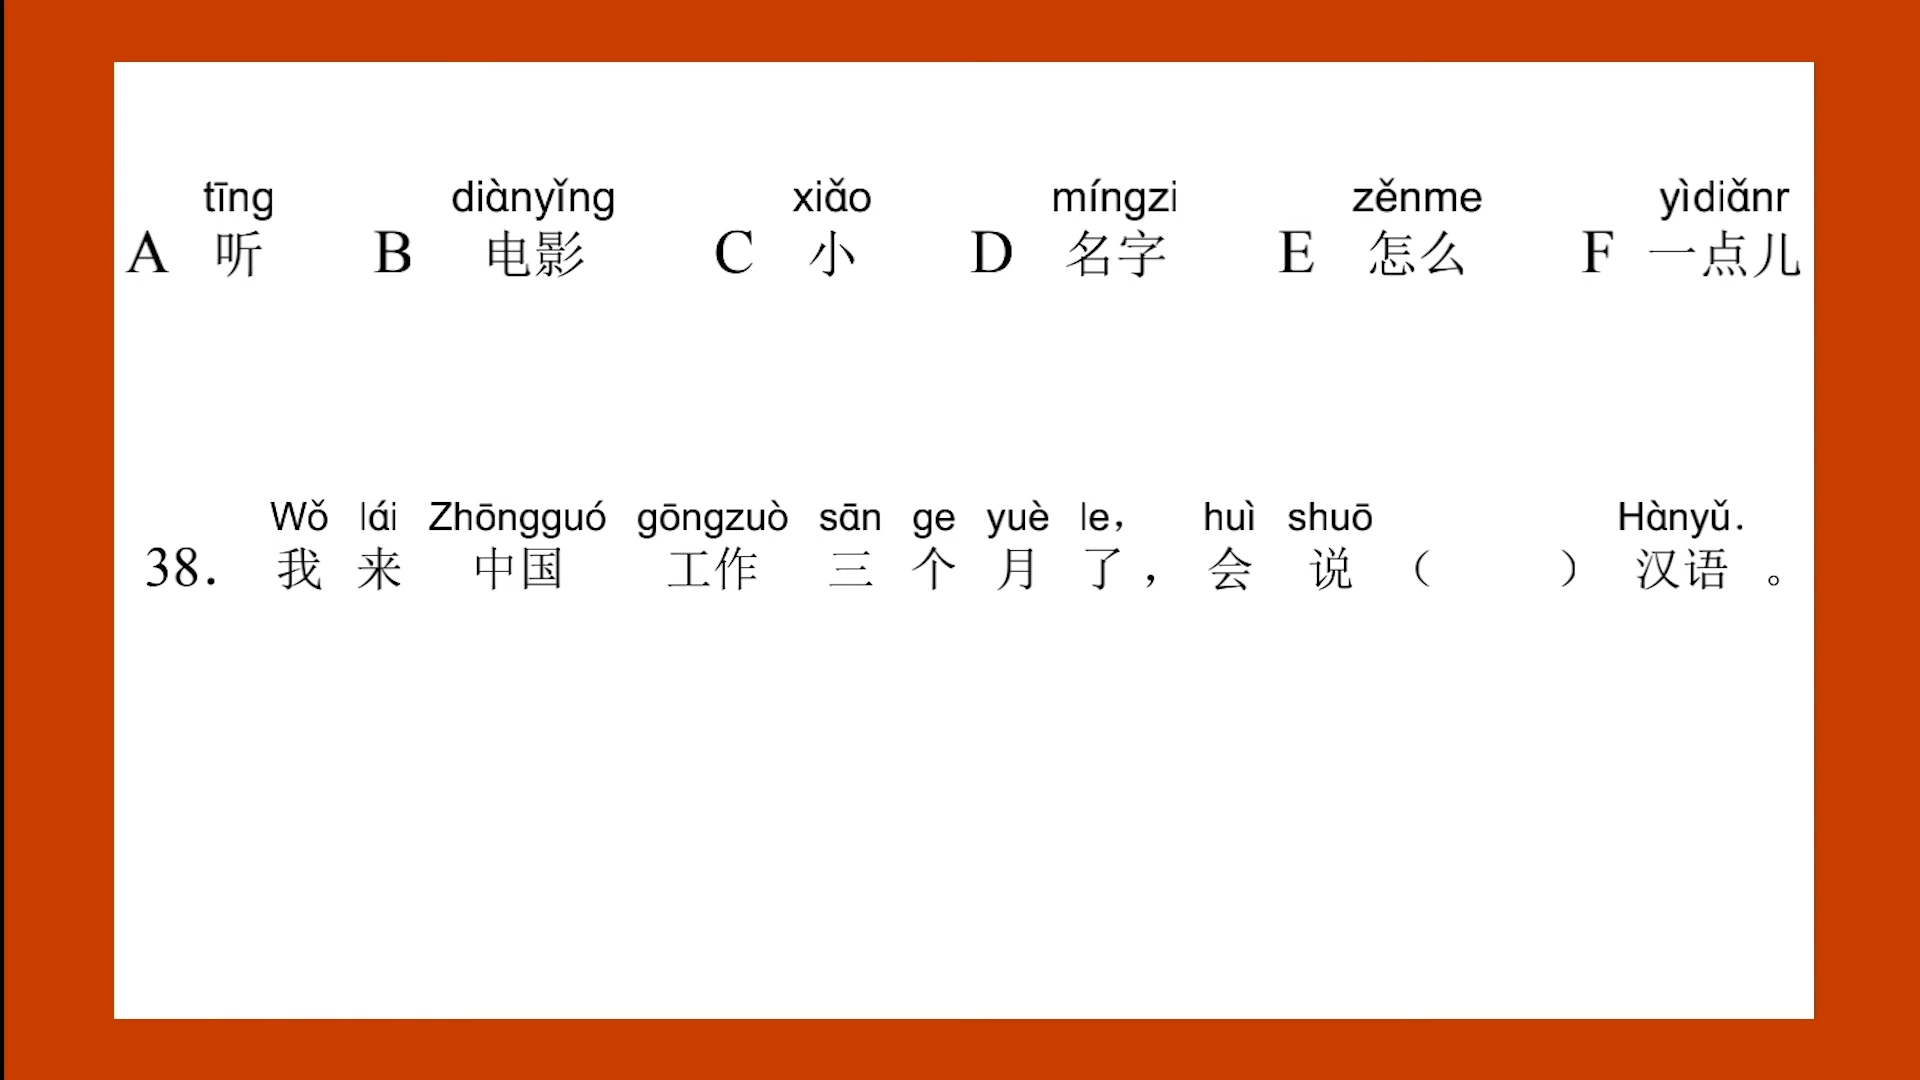 tīng diànyǐng xiǎo míngzi zěnme yìdiǎnr
A 听 B 电影 C 小 D 名字 E 怎么 F 一点儿
Wǒ lái Zhōngguó gōngzuò sān ge yuè le, huì shuō Hànyǔ.
38. 我 来 中国 工作 三 个 月 了 , 会 说 ( ) 汉语 。